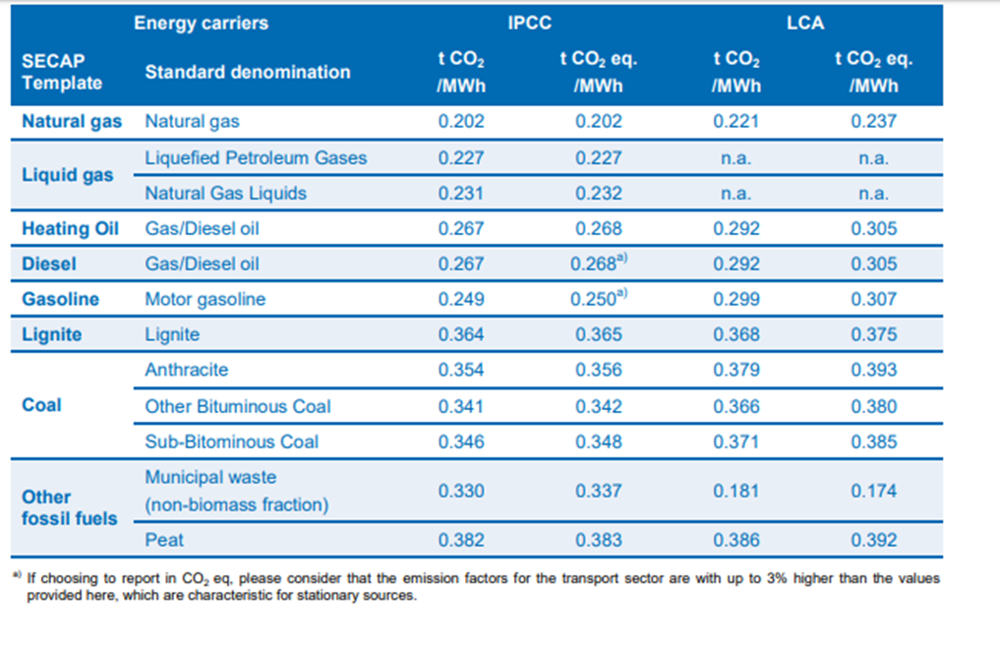 Energy carriers IPCC LCA
SECAP Template Standard denomination t CO₂ /MWh t CO₂ eq. /MWh t CO₂ /MWh t CO₂ eq. /MWh
Natural gas Natural gas 0.202 0.202 0.221 0.237
Liquid gas Liquefied Petroleum Gases 0.227 0.227 n.a. n.a.
Natural Gas Liquids 0.231 0.232 n.a. n.a.
Heating Oil Gas/Diesel oil 0.267 0.268 0.292 0.305
Diesel Gas/Diesel oil 0.267 0.268ᵃ⁾ 0.292 0.305
Gasoline Motor gasoline 0.249 0.250ᵃ⁾ 0.299 0.307
Lignite Lignite 0.364 0.365 0.368 0.375
Coal Anthracite 0.354 0.356 0.379 0.393
Other Bituminous Coal 0.341 0.342 0.366 0.380
Sub-Bitominous Coal 0.346 0.348 0.371 0.385
Other fossil fuels Municipal waste (non-biomass fraction) 0.330 0.337 0.181 0.174
Peat 0.382 0.383 0.386 0.392
ᵃ⁾ If choosing to report in CO₂ eq, please consider that the emission factors for the transport sector are with up to 3% higher than the values
provided here, which are characteristic for stationary sources.